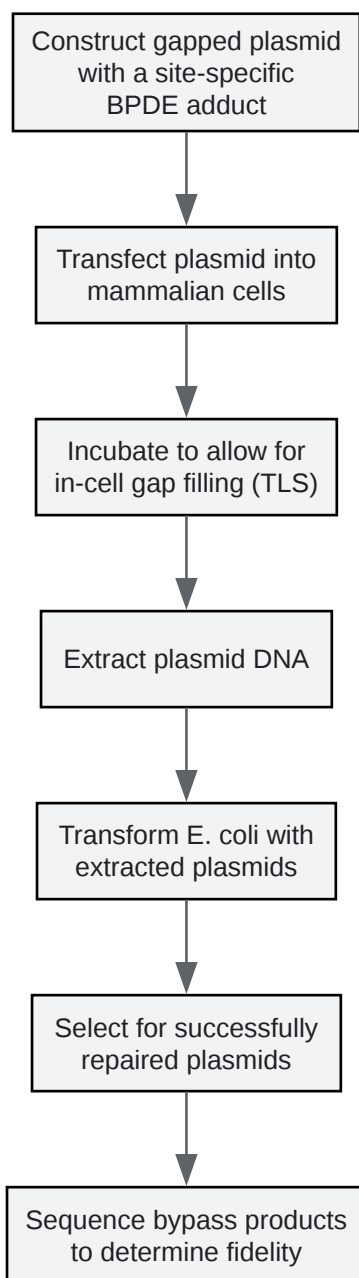 Construct gapped plasmid
with a site-specific
BPDE adduct
Transfect plasmid into
mammalian cells
Incubate to allow for
in-cell gap filling (TLS)
Extract plasmid DNA
Transform E. coli with
extracted plasmids
Select for successfully
repaired plasmids
Sequence bypass products
to determine fidelity